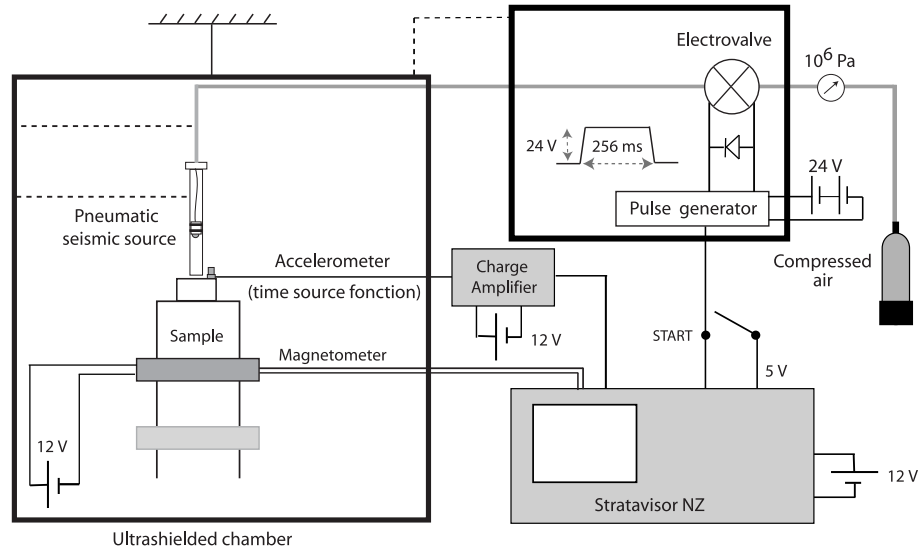 Electrovalve
10⁶ Pa
24 V
256 ms
24 V
Pulse generator
Pneumatic
seismic source
Accelerometer
(time source fonction)
Charge
Amplifier
Compressed
air
Sample
12 V
START
Magnetometer
5 V
12 V
12 V
Stratavisor NZ
Ultrashielded chamber